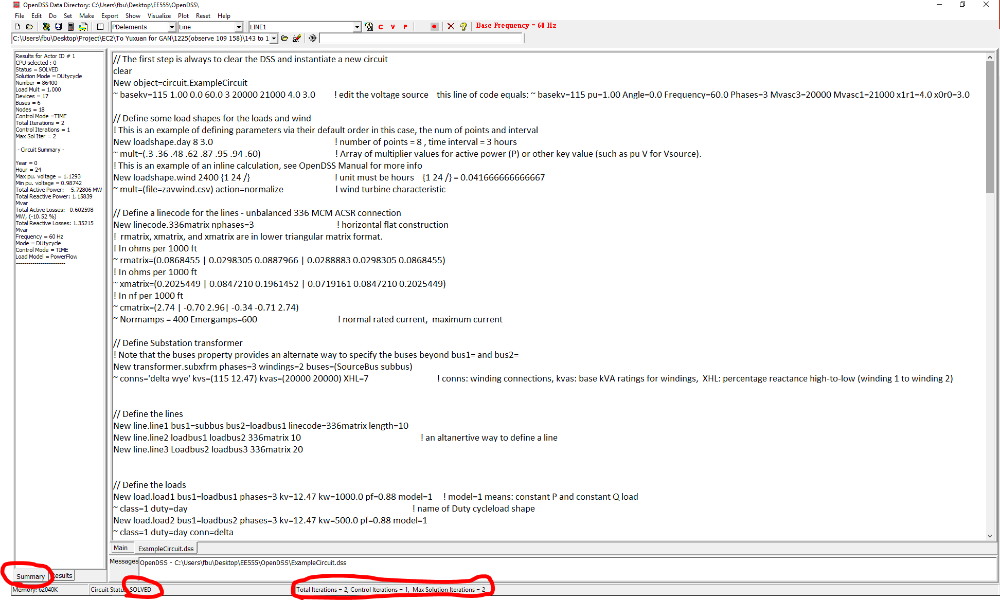 OpenDSS Data Directory: C:\Users\fbu\Desktop\EE555\OpenDSS\
File Edit Do Set Make Export Show Visualize Plot Reset Help
PDelements Line LINE1 C V P Base Frequency = 60 Hz
C:\Users\fbu\Desktop\Project\EC2\To Yuxuan for GAN\1225(observe 109 158)\143 to 1
Results for Actor ID # 1
CPU selected : 0
Status = SOLVED
Solution Mode = DUtycycle
Number = 86400
Load Mult = 1.000
Devices = 17
Buses = 6
Nodes = 18
Control Mode =TIME
Total Iterations = 2
Control Iterations = 1
Max Sol Iter = 2
- Circuit Summary -
Year = 0
Hour = 24
Max pu. voltage = 1.1293
Min pu. voltage = 0.98742
Total Active Power: -5.72806 MW
Total Reactive Power: 1.15839
Mvar
Total Active Losses: 0.602598
MW, (-10.52 %)
Total Reactive Losses: 1.35215
Mvar
Frequency = 60 Hz
Mode = DUtycycle
Control Mode = TIME
Load Model = PowerFlow
------------------------
// The first step is always to clear the DSS and instantiate a new circuit
clear
New object=circuit.ExampleCircuit
~ basekv=115 1.00 0.0 60.0 3 20000 21000 4.0 3.0 ! edit the voltage source this line of code equals: ~ basekv=115 pu=1.00 Angle=0.0 Frequency=60.0 Phases=3 Mvasc3=20000 Mvasc1=21000 x1r1=4.0 x0r0=3.0
// Define some load shapes for the loads and wind
! This is an example of defining parameters via their default order in this case, the num of points and interval
New loadshape.day 8 3.0 ! number of points = 8 , time interval = 3 hours
~ mult=(.3 .36 .48 .62 .87 .95 .94 .60) ! Array of multiplier values for active power (P) or other key value (such as pu V for Vsource).
! This is an example of an inline calculation, see OpenDSS Manual for more info
New loadshape.wind 2400 {1 24 /} ! unit must be hours {1 24 /} = 0.041666666666667
~ mult=(file=zavwind.csv) action=normalize ! wind turbine characteristic
// Define a linecode for the lines - unbalanced 336 MCM ACSR connection
New linecode.336matrix nphases=3 ! horizontal flat construction
! rmatrix, xmatrix, and xmatrix are in lower triangular matrix format.
! In ohms per 1000 ft
~ rmatrix=(0.0868455 | 0.0298305 0.0887966 | 0.0288883 0.0298305 0.0868455)
! In ohms per 1000 ft
~ xmatrix=(0.2025449 | 0.0847210 0.1961452 | 0.0719161 0.0847210 0.2025449)
! In nf per 1000 ft
~ cmatrix=(2.74 | -0.70 2.96| -0.34 -0.71 2.74)
~ Normamps = 400 Emergamps=600 ! normal rated current, maximum current
// Define Substation transformer
! Note that the buses property provides an alternate way to specify the buses beyond bus1= and bus2=
New transformer.subxfrm phases=3 windings=2 buses=(SourceBus subbus)
~ conns='delta wye' kvs=(115 12.47) kvas=(20000 20000) XHL=7 ! conns: winding connections, kvas: base kVA ratings for windings, XHL: percentage reactance high-to-low (winding 1 to winding 2)
// Define the lines
New line.line1 bus1=subbus bus2=loadbus1 linecode=336matrix length=10
New line.line2 loadbus1 loadbus2 336matrix 10 ! an altanertive way to define a line
New line.line3 Loadbus2 loadbus3 336matrix 20
// Define the loads
New load.load1 bus1=loadbus1 phases=3 kv=12.47 kw=1000.0 pf=0.88 model=1 ! model=1 means: constant P and constant Q load
~ class=1 duty=day ! name of Duty cycleload shape
New load.load2 bus1=loadbus2 phases=3 kv=12.47 kw=500.0 pf=0.88 model=1
~ class=1 duty=day conn=delta
Main ExampleCircuit.dss
Messages OpenDSS - C:\Users\fbu\Desktop\EE555\OpenDSS\ExampleCircuit.dss
Summary Results
Memory: 62040K Circuit Status SOLVED Total Iterations = 2, Control Iterations = 1, Max Solution Iterations = 2